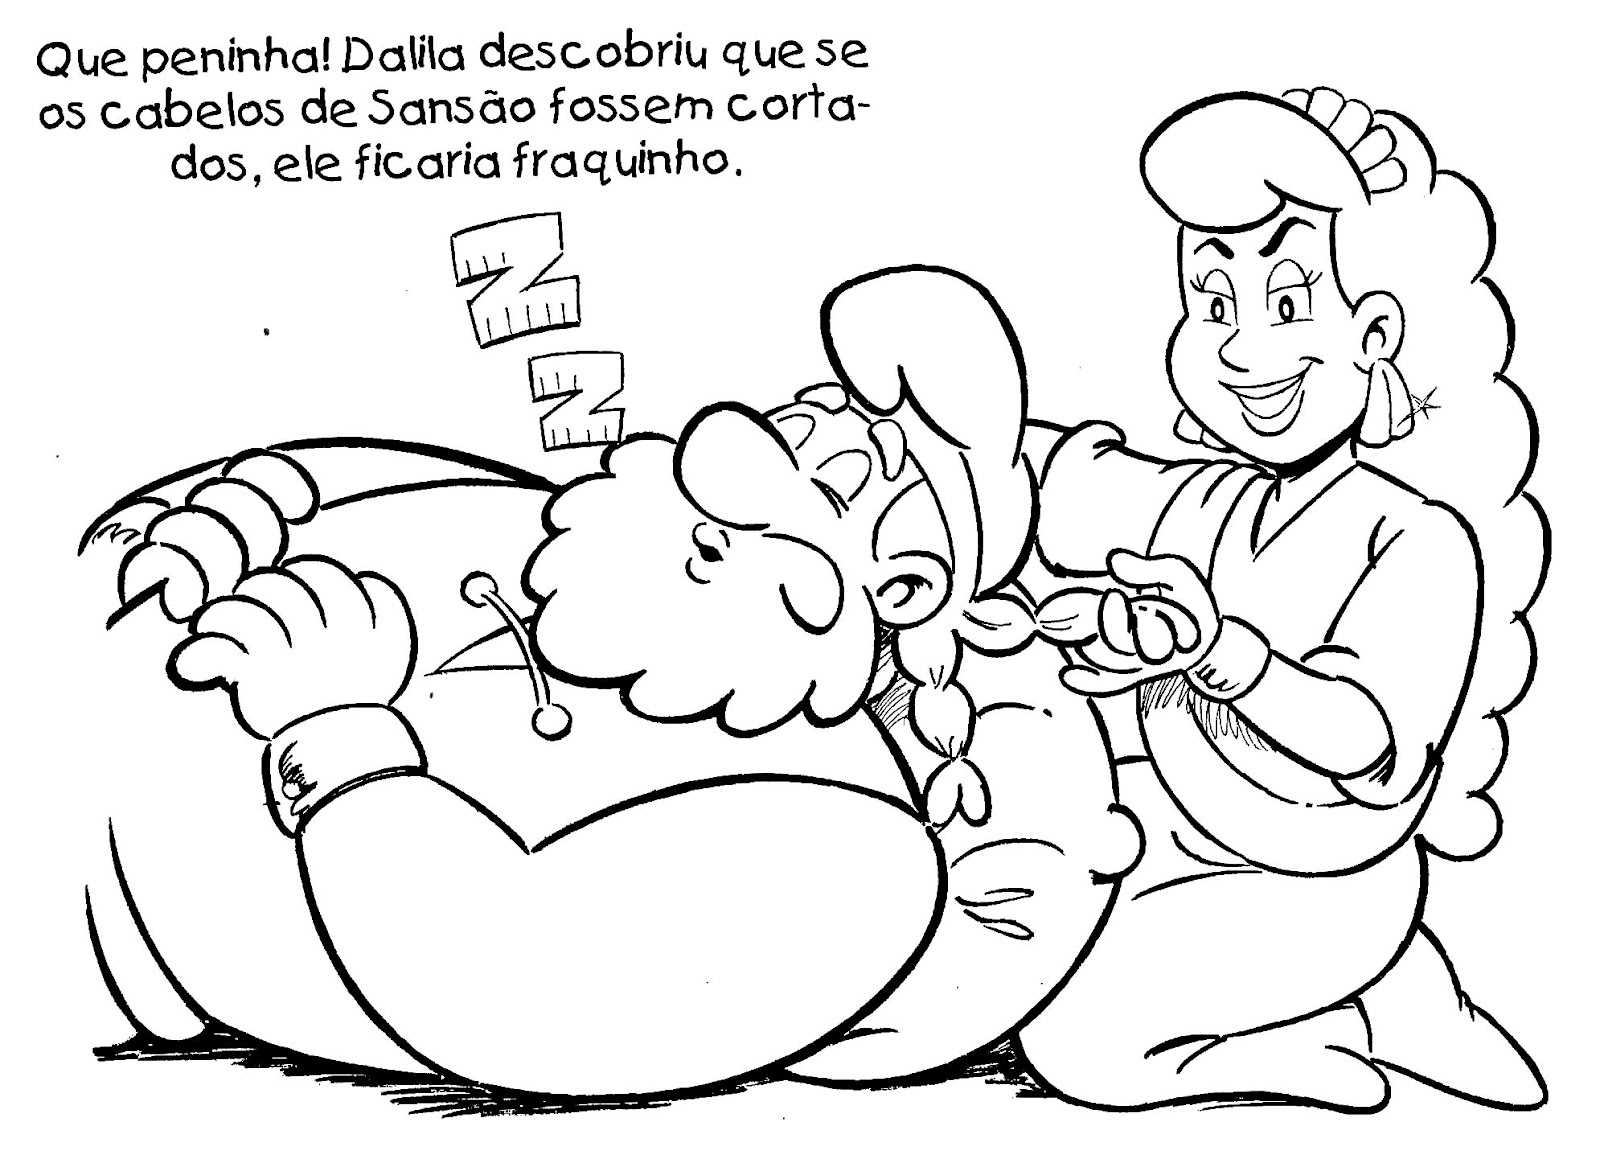 Que peninha! Dalila descobriu que se
os cabelos de Sansão fossem corta-
dos, ele ficaria fraquinho.
Z
Z